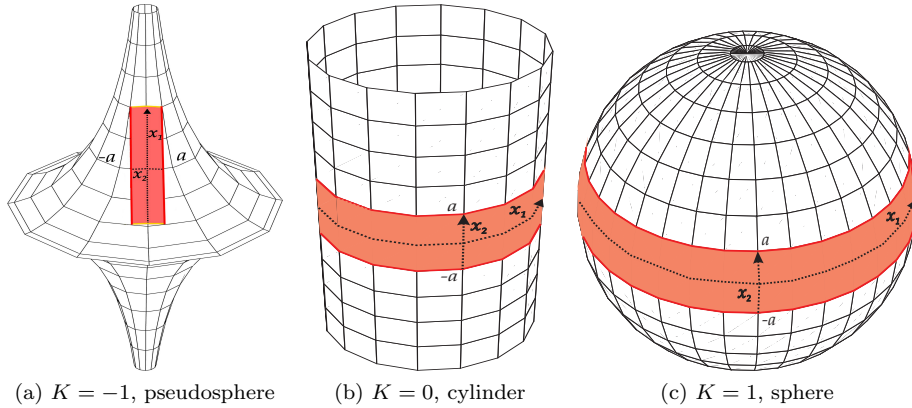 -a
a
x₁
x₂
a
x₂
x₁
-a
a
x₁
x₂
-a
(a) K = −1, pseudosphere
(b) K = 0, cylinder
(c) K = 1, sphere